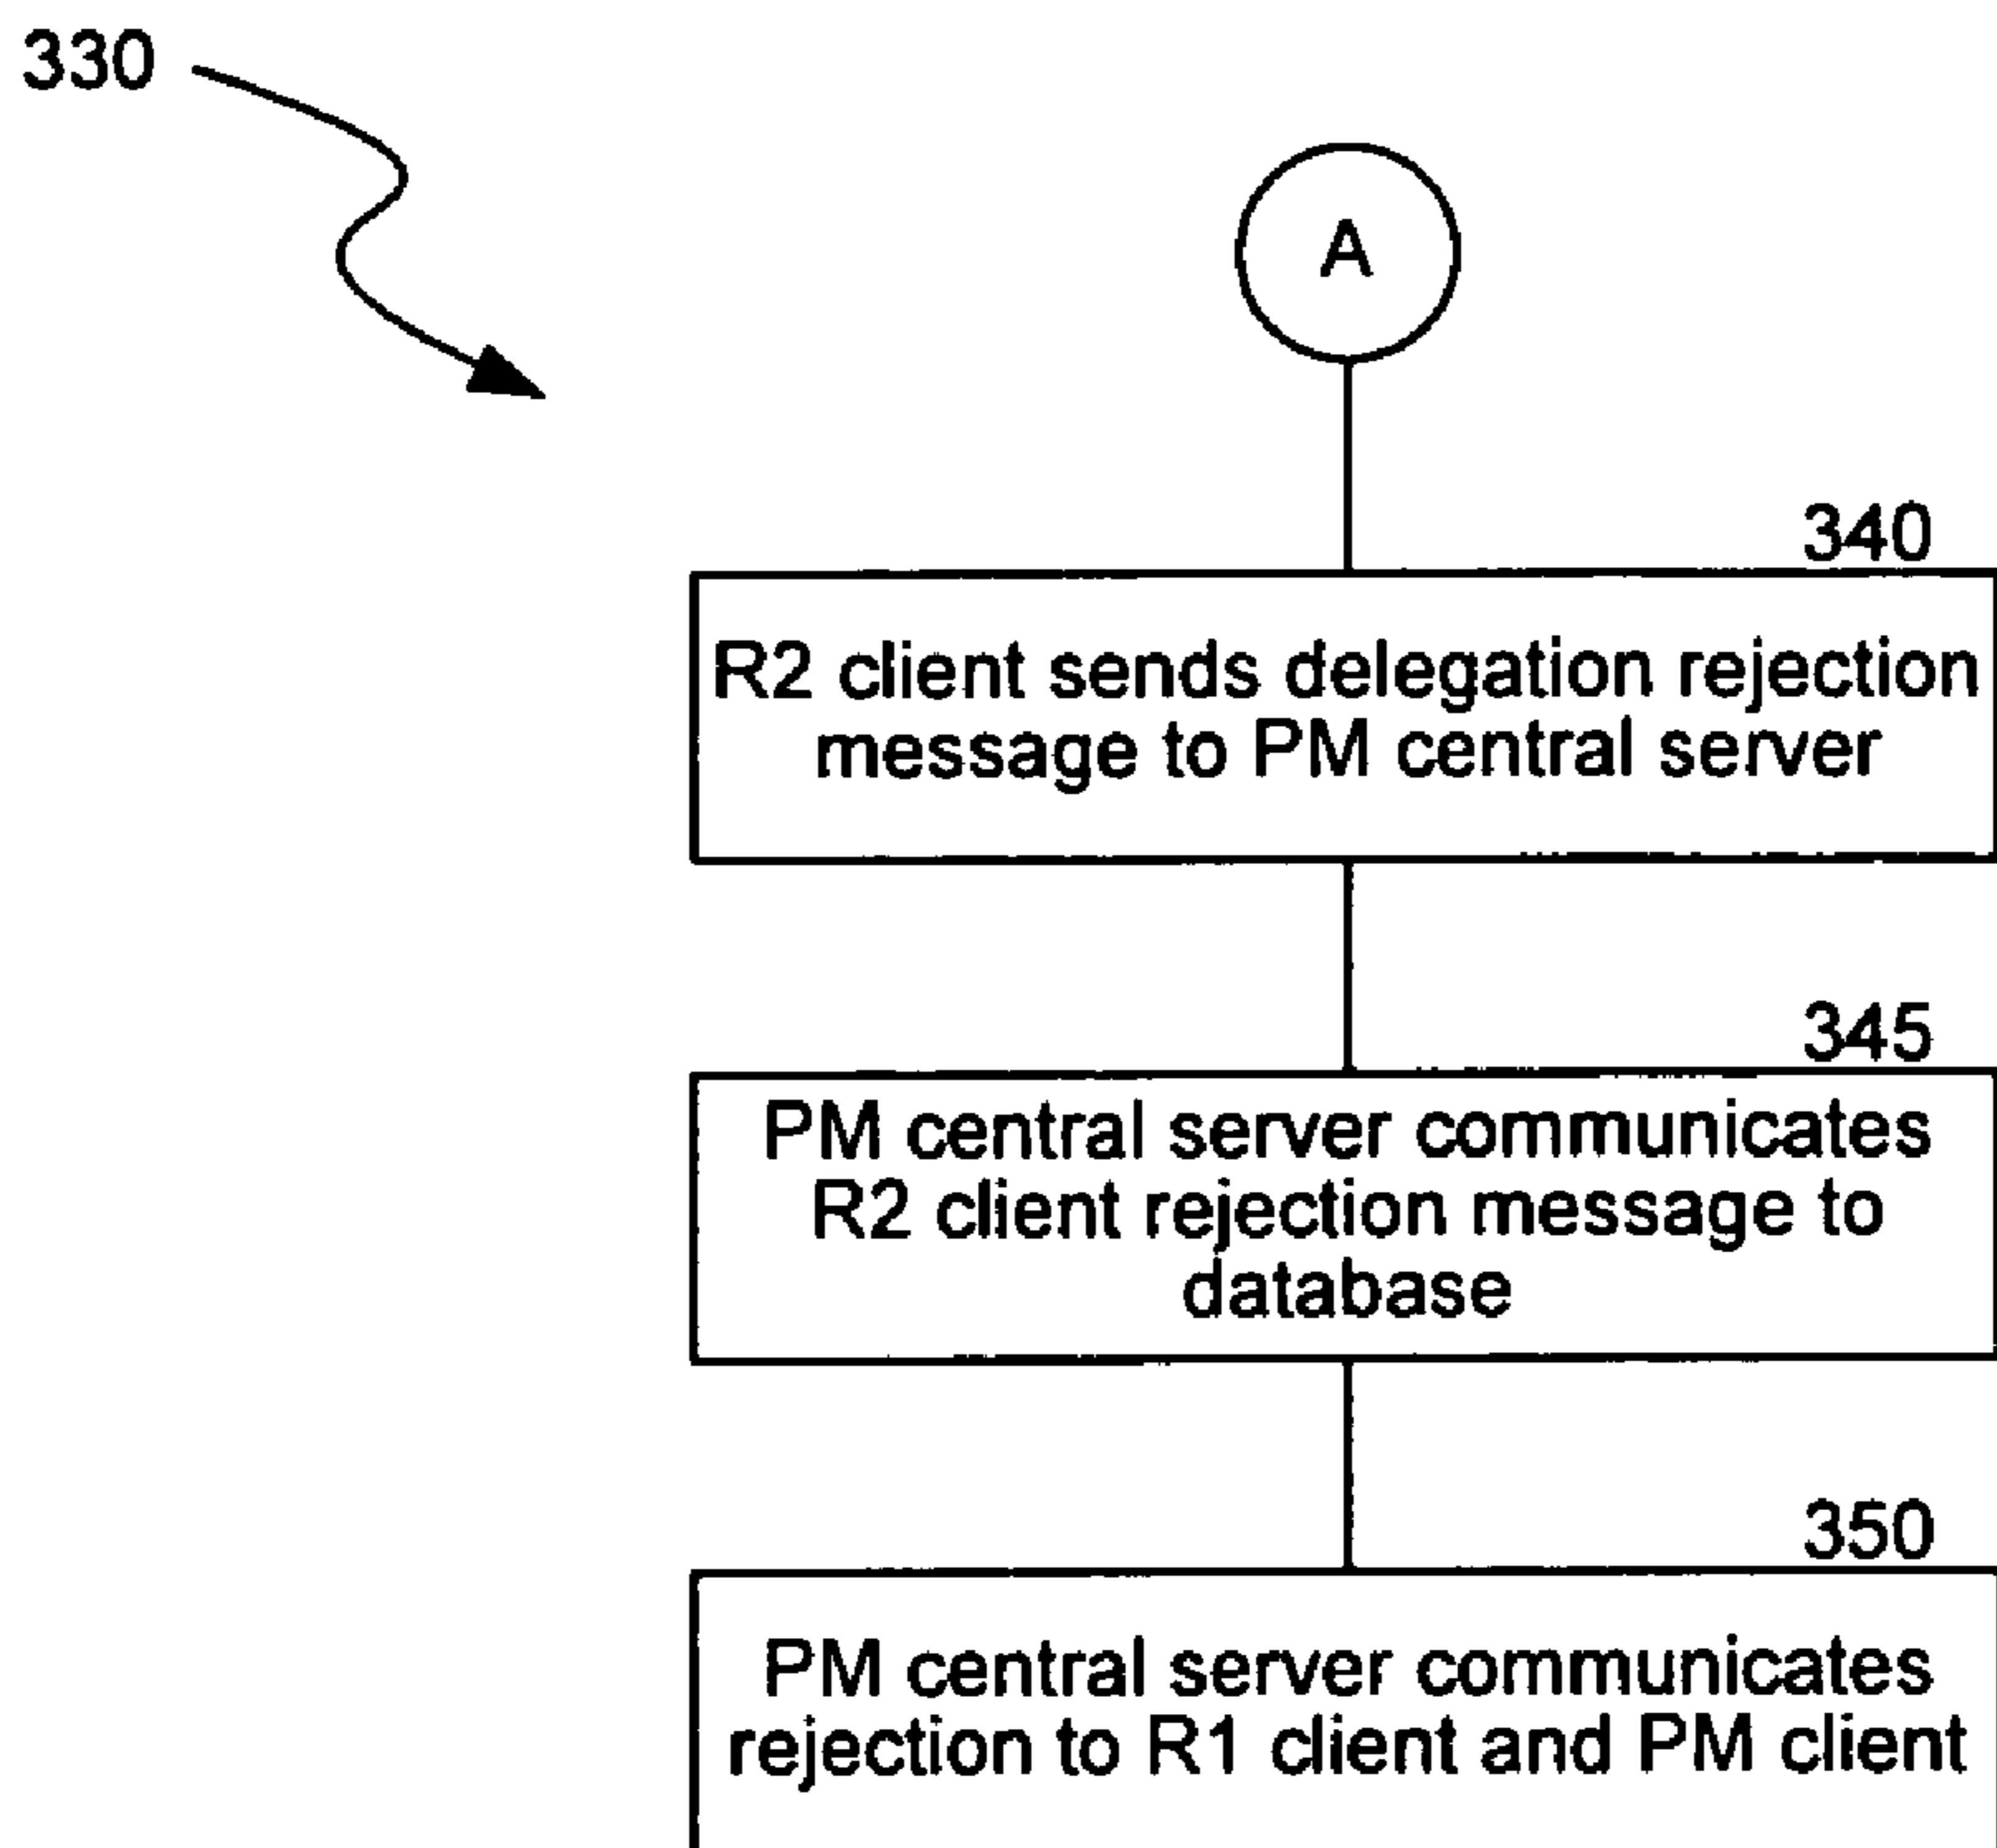 330
A
340
R2 client sends delegation rejection
message to PM central server
345
PM central server communicates
R2 client rejection message to
database
350
PM central server communicates
rejection to R1 client and PM client